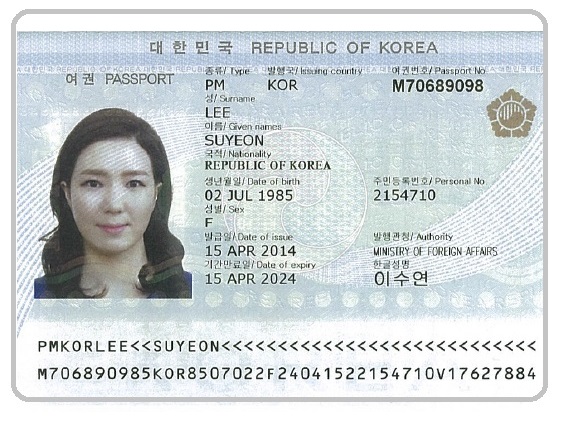 대한민국 REPUBLIC OF KOREA
여권 PASSPORT
종류/ Type 발행국/ Issuing country 여권번호/ Passport No
PM KOR M70689098
성/ Surname
LEE
이름/ Given names
SUYEON
국적/ Nationality
REPUBLIC OF KOREA
생년월일/ Date of birth 주민등록번호/ Personal No
02 JUL 1985 2154710
성별/ Sex
F
발급일/ Date of issue 발행관청/ Authority
15 APR 2014 MINISTRY OF FOREIGN AFFAIRS
기간만료일/ Date of expiry 한글성명
15 APR 2024 이수연
PMKORLEE<<SUYEON<<<<<<<<<<<<<<<<<<<<<<<<<<<<
M706890985KOR8507022F24041522154710V17627884